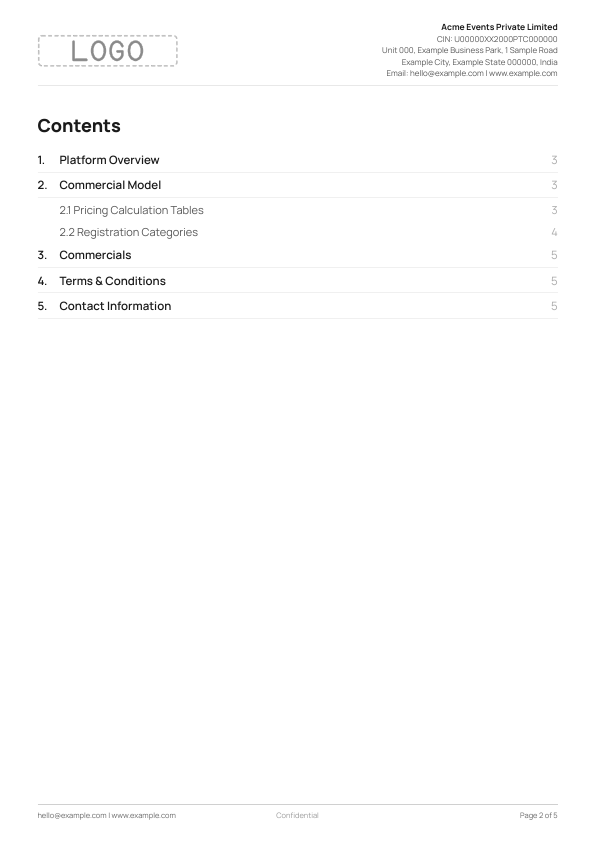 LOGO
Acme Events Private Limited
CIN: U00000XX2000PTC000000
Unit 000, Example Business Park, 1 Sample Road
Example City, Example State 000000, India
Email: hello@example.com | www.example.com
Contents
1. Platform Overview 3
2. Commercial Model 3
2.1 Pricing Calculation Tables 3
2.2 Registration Categories 4
3. Commercials 5
4. Terms & Conditions 5
5. Contact Information 5
hello@example.com | www.example.com Confidential Page 2 of 5